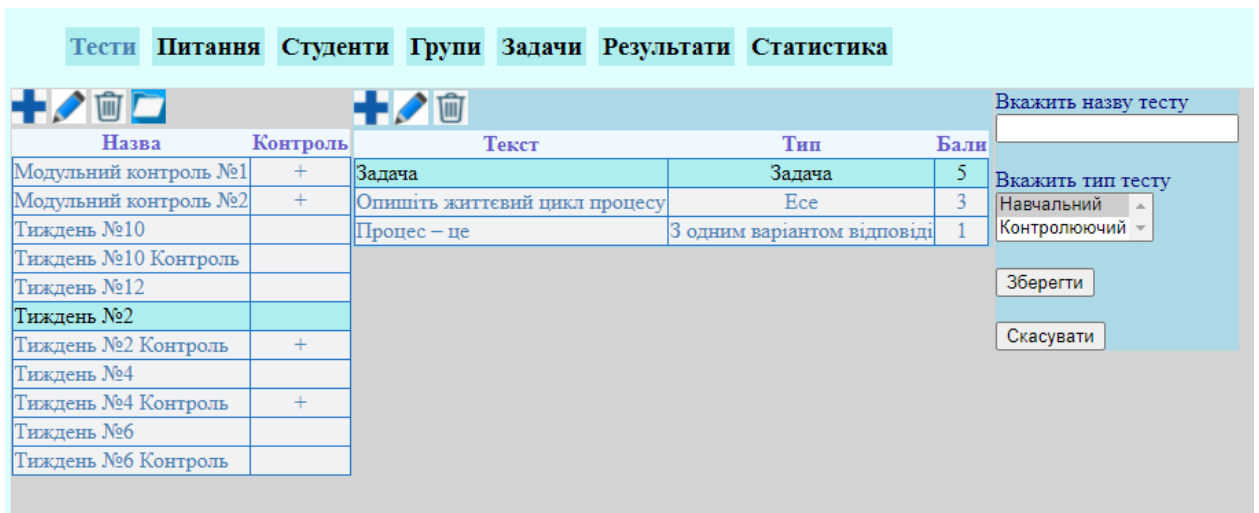 Тести Питання Студенти Групи Задачи Результати Статистика
Назва Контроль
Модульний контроль №1 +
Модульний контроль №2 +
Тиждень №10
Тиждень №10 Контроль
Тиждень №12
Тиждень №2
Тиждень №2 Контроль +
Тиждень №4
Тиждень №4 Контроль +
Тиждень №6
Тиждень №6 Контроль
Текст Тип Бали
Задача Задача 5
Опишіть життєвий цикл процесу Есе 3
Процес – це З одним варіантом відповіді 1
Вкажить назву тесту
Вкажить тип тесту
Навчальний
Контролюючий
Зберегти
Скасувати